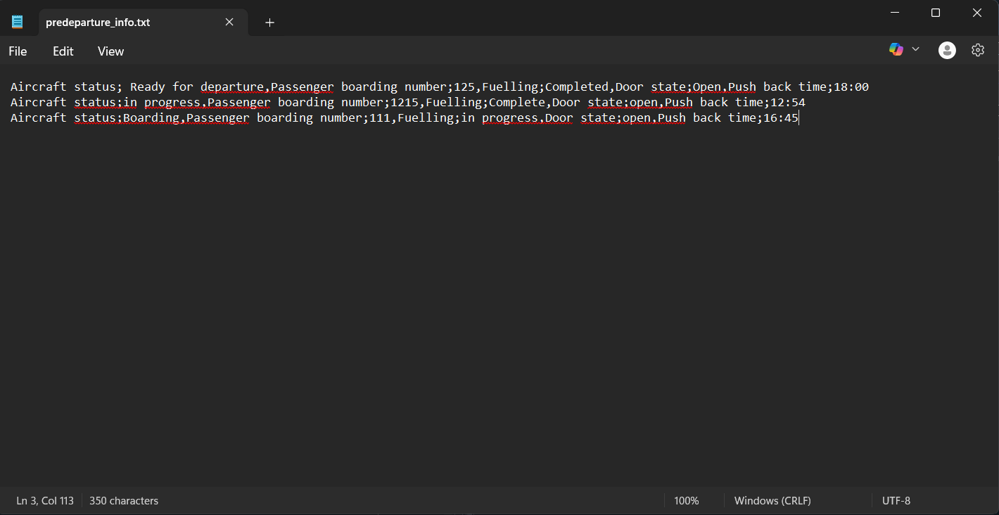 predeparture_info.txt
File Edit View
Aircraft status; Ready for departure,Passenger boarding number;125,Fuelling;Completed,Door state;Open,Push back time;18:00
Aircraft status;in progress,Passenger boarding number;1215,Fuelling;Complete,Door state;open,Push back time;12:54
Aircraft status;Boarding,Passenger boarding number;111,Fuelling;in progress,Door state;open,Push back time;16:45
Ln 3, Col 113 350 characters 100% Windows (CRLF) UTF-8